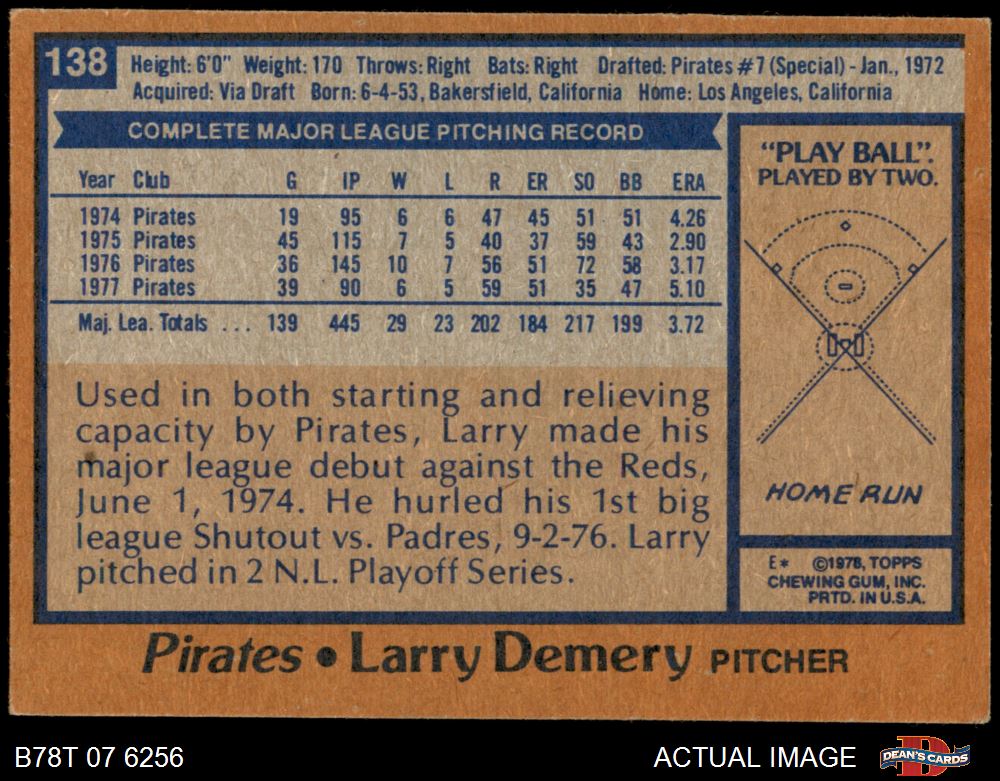 138
Height: 6'0" Weight: 170 Throws: Right Bats: Right Drafted: Pirates #7 (Special) - Jan., 1972
Acquired: Via Draft Born: 6-4-53, Bakersfield, California Home: Los Angeles, California
COMPLETE MAJOR LEAGUE PITCHING RECORD
Year Club G IP W L R ER SO BB ERA
1974 Pirates 19 95 6 6 47 45 51 51 4.26
1975 Pirates 45 115 7 5 40 37 59 43 2.90
1976 Pirates 36 145 10 7 56 51 72 58 3.17
1977 Pirates 39 90 6 5 59 51 35 47 5.10
Maj. Lea. Totals ... 139 445 29 23 202 184 217 199 3.72
Used in both starting and relieving
capacity by Pirates, Larry made his
major league debut against the Reds,
June 1, 1974. He hurled his 1st big
league Shutout vs. Padres, 9-2-76. Larry
pitched in 2 N.L. Playoff Series.
"PLAY BALL".
PLAYED BY TWO.
HOME RUN
E* ©1978, TOPPS
CHEWING GUM, INC.
PRTD. IN U.S.A.
Pirates • Larry Demery PITCHER
B78T 07 6256
ACTUAL IMAGE
DEAN'S CARDS